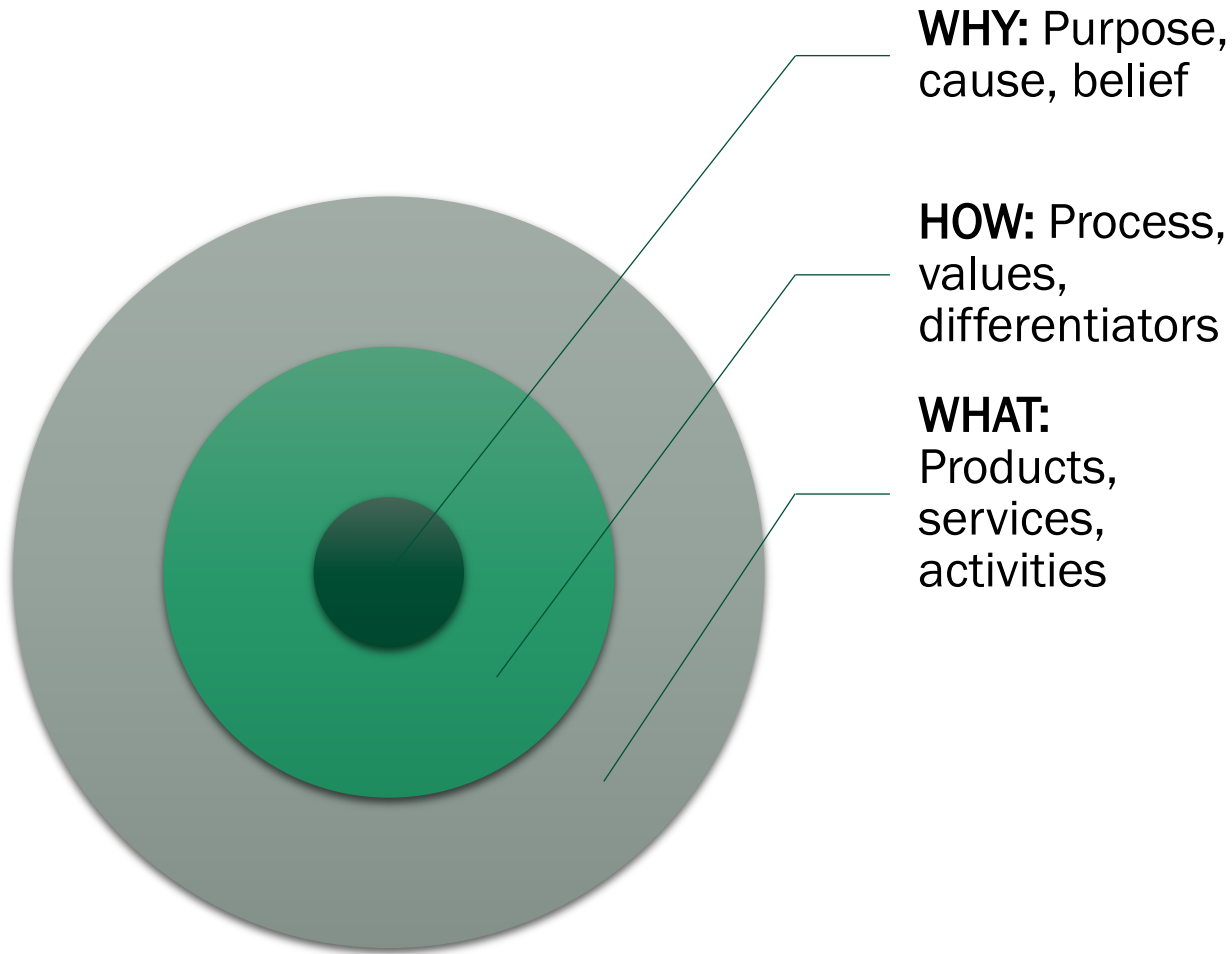 WHY: Purpose,
cause, belief
HOW: Process,
values,
differentiators
WHAT:
Products,
services,
activities